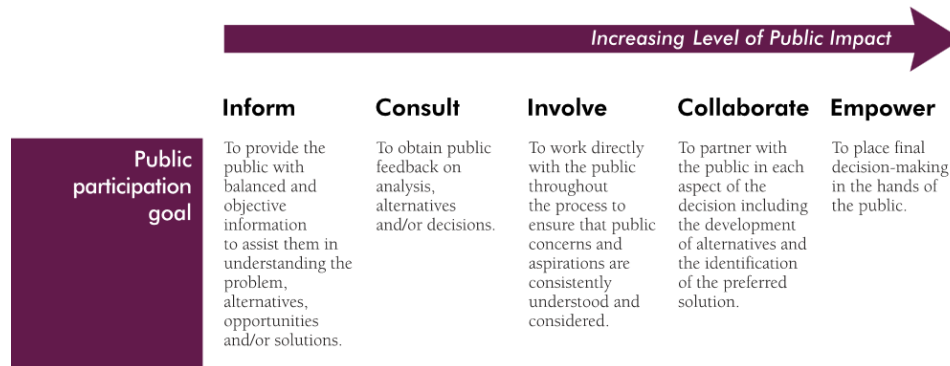 Increasing Level of Public Impact
Public
participation
goal
Inform
To provide the
public with
balanced and
objective
information
to assist them in
understanding the
problem,
alternatives,
opportunities
and/or solutions.
Consult
To obtain public
feedback on
analysis,
alternatives
and/or decisions.
Involve
To work directly
with the public
throughout
the process to
ensure that public
concerns and
aspirations are
consistently
understood and
considered.
Collaborate
To partner with
the public in each
aspect of the
decision including
the development
of alternatives and
the identification
of the preferred
solution.
Empower
To place final
decision-making
in the hands of
the public.